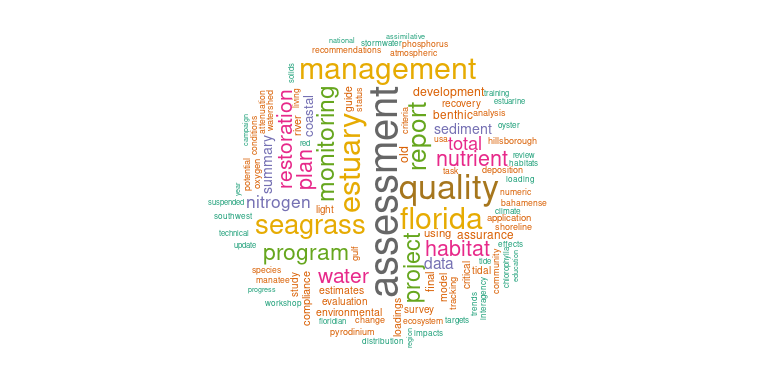 assimilative
national
stormwater
phosphorus
recommendations
atmospheric
management
solids
development
training
estuarine
assessment
status
guide
monitoring
living
restoration
watershed
attenuation
campaign
conditions
coastal
river
estuary
report
criteria
recovery
benthic
analysis
sediment
oyster
usa
hillsborough
total
red
plan
summary
oxygen
potential
old
nutrient
review
habitats
task
deposition
loading
quality
numeric
year
suspended
nitrogen
light
bahamense
climate
southwest
seagrass
florida
application
shoreline
technical
using
assurance
update
program
gulf
project
habitat
effects
tide
community
chlorophyll
education
data
critical
tidal
species
manatee
water
study
final
model
tracking
progress
estimates
interagency
trends
workshop
compliance
evaluation
loadings
survey
environmental
floridian
change
ecosystem
targets
pyrodinium
region
impacts
distribution